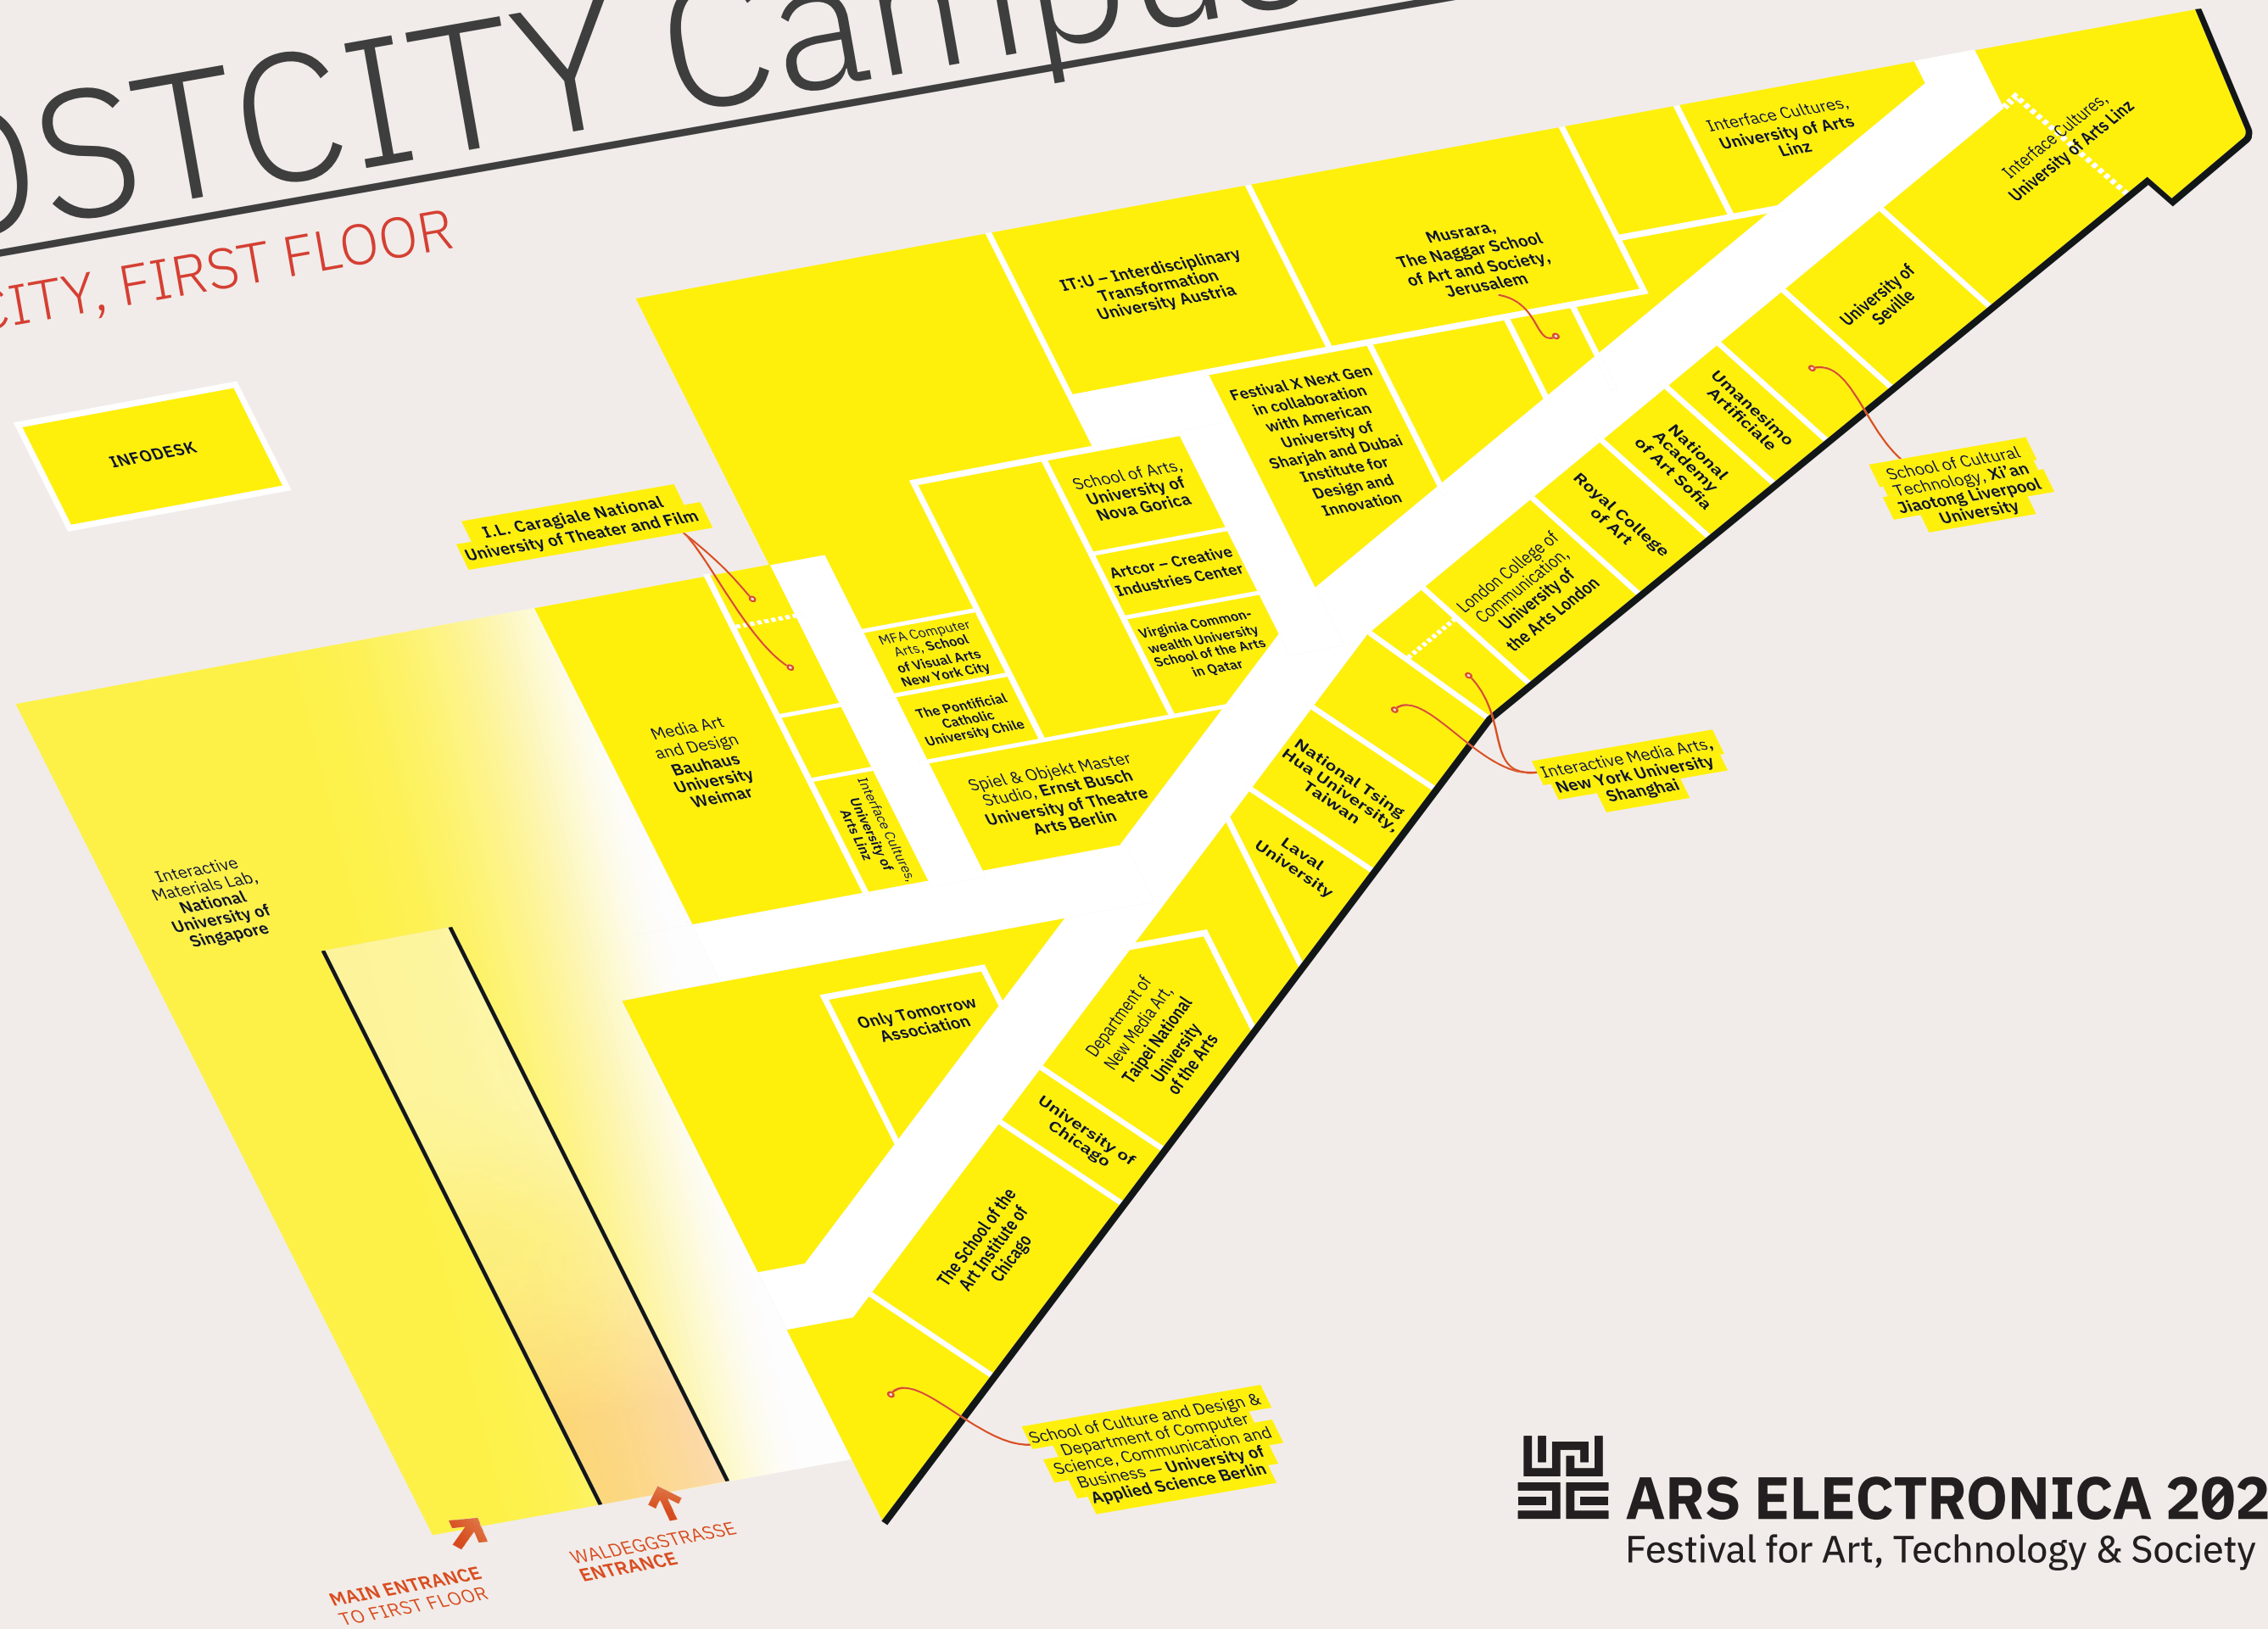 OSTCITY Campus
CITY, FIRST FLOOR
INFODESK
I.L. Caragiale National
University of Theater and Film
IT:U – Interdisciplinary
Transformation
University Austria
Musrara,
The Naggar School
of Art and Society,
Jerusalem
Interface Cultures,
University of Arts
Linz
Interface Cultures,
University of Arts Linz
University of
Seville
School of Cultural
Technology, Xi'an
Jiaotong Liverpool
University
Umanesimo
Artificiale
National
Academy
of Art Sofia
Royal College
of Art
London College of
Communication,
University of
the Arts London
Festival X Next Gen
in collaboration
with American
University of
Sharjah and Dubai
Institute for
Design and
Innovation
School of Arts,
University of
Nova Gorica
Artcor – Creative
Industries Center
Virginia Common-
wealth University
School of the Arts
in Qatar
MFA Computer
Arts, School
of Visual Arts
New York City
The Pontificial
Catholic
University Chile
Spiel & Objekt Master
Studio, Ernst Busch
University of Theatre
Arts Berlin
Media Art
and Design
Bauhaus
University
Weimar
Interface Cultures,
University of
Arts Linz
Interactive
Materials Lab,
National
University of
Singapore
Interactive Media Arts,
New York University
Shanghai
National Tsing
Hua University,
Taiwan
Laval
University
Only Tomorrow
Association
Department of
New Media Art,
Taipei National
University
of the Arts
University of
Chicago
The School of the
Art Institute of
Chicago
School of Culture and Design &
Department of Computer
Science, Communication and
Business — University of
Applied Science Berlin
MAIN ENTRANCE
TO FIRST FLOOR
WALDEGGSTRASSE
ENTRANCE
ARS ELECTRONICA 202
Festival for Art, Technology & Society